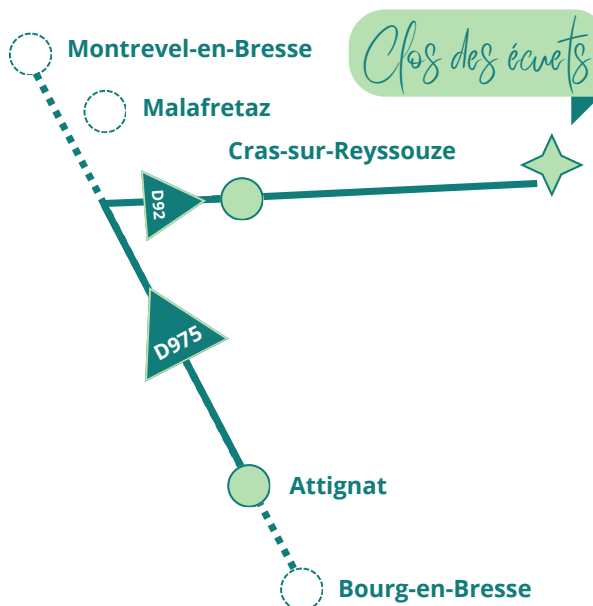 Montrevel-en-Bresse
Clos des écuets
Malafretaz
Cras-sur-Reyssouze
D92
D975
Attignat
Bourg-en-Bresse